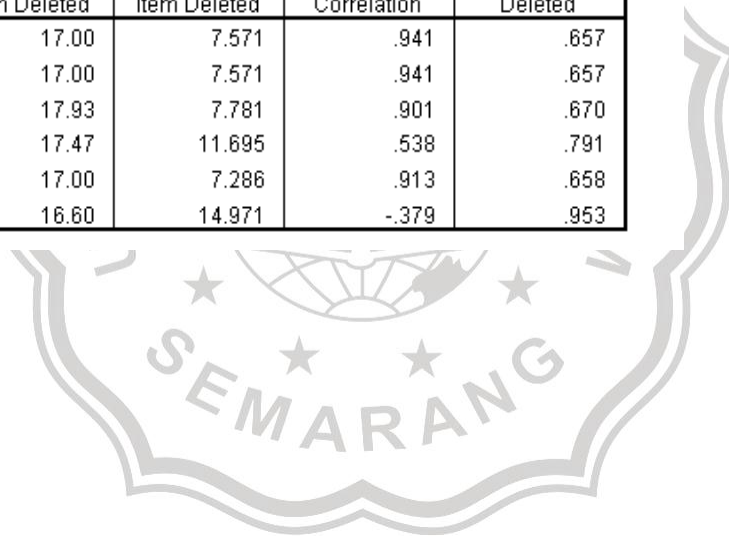 Deleted Item Deleted Correlation Deleted
17.00 7.571 .941 .657
17.00 7.571 .941 .657
17.93 7.781 .901 .670
17.47 11.695 .538 .791
17.00 7.286 .913 .658
16.60 14.971 -.379 .953
SEMARANG